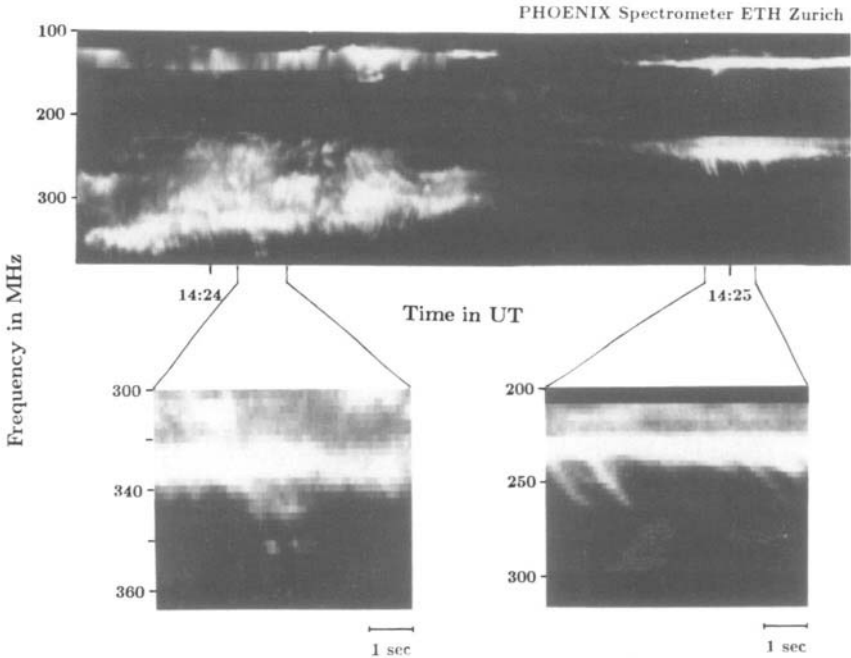 PHOENIX Spectrometer ETH Zurich
100
200
300
Frequency in MHz
14:24
14:25
Time in UT
300
340
360
1 sec
200
250
300
1 sec